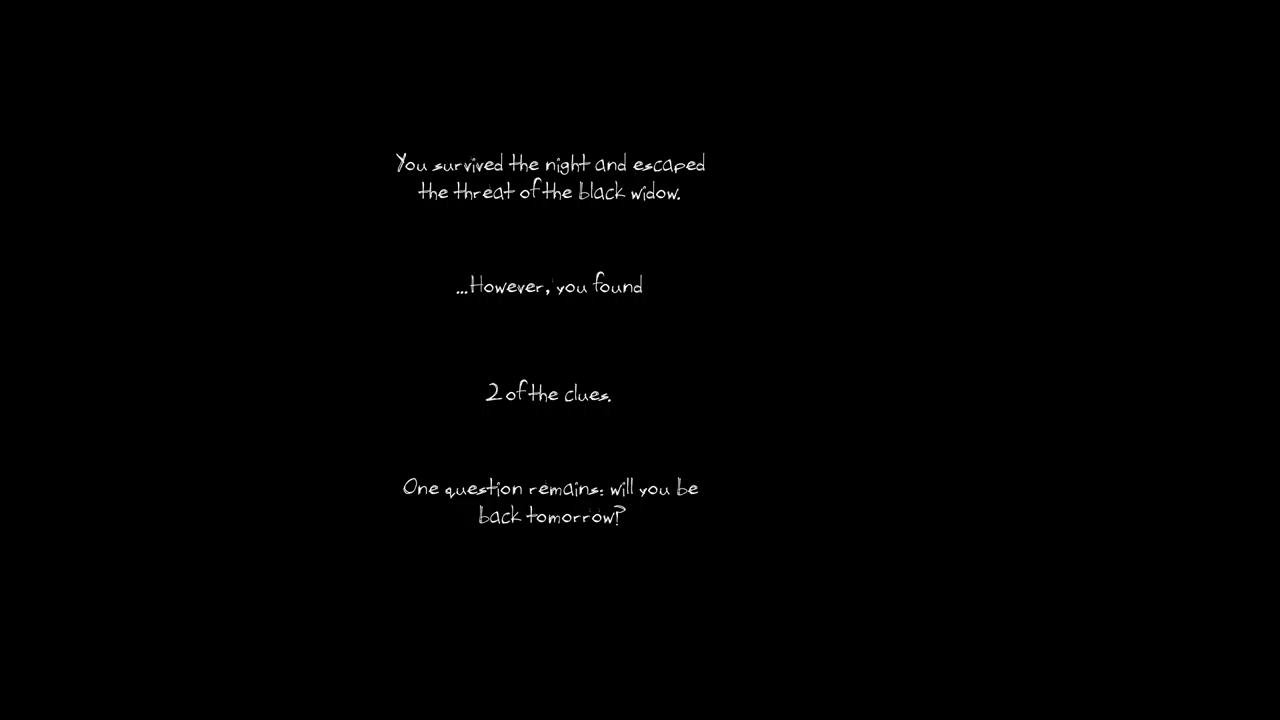 You survived the night and escaped
the threat of the black widow.
...However, you found
2 of the clues.
One question remains: will you be
back tomorrow?